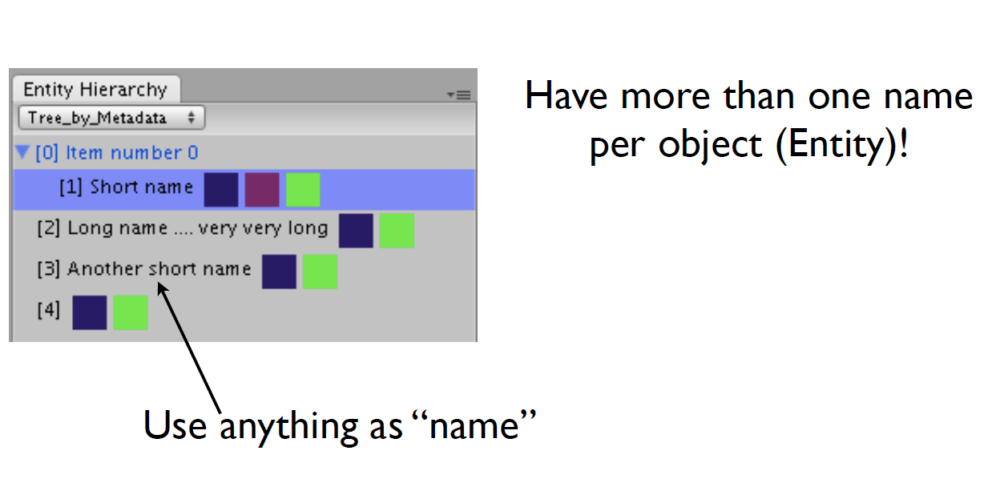 Entity Hierarchy
Tree_by_Metadata
[0] Item number 0
[1] Short name
[2] Long name .... very very long
[3] Another short name
[4]
Have more than one name
per object (Entity)!
Use anything as “name”